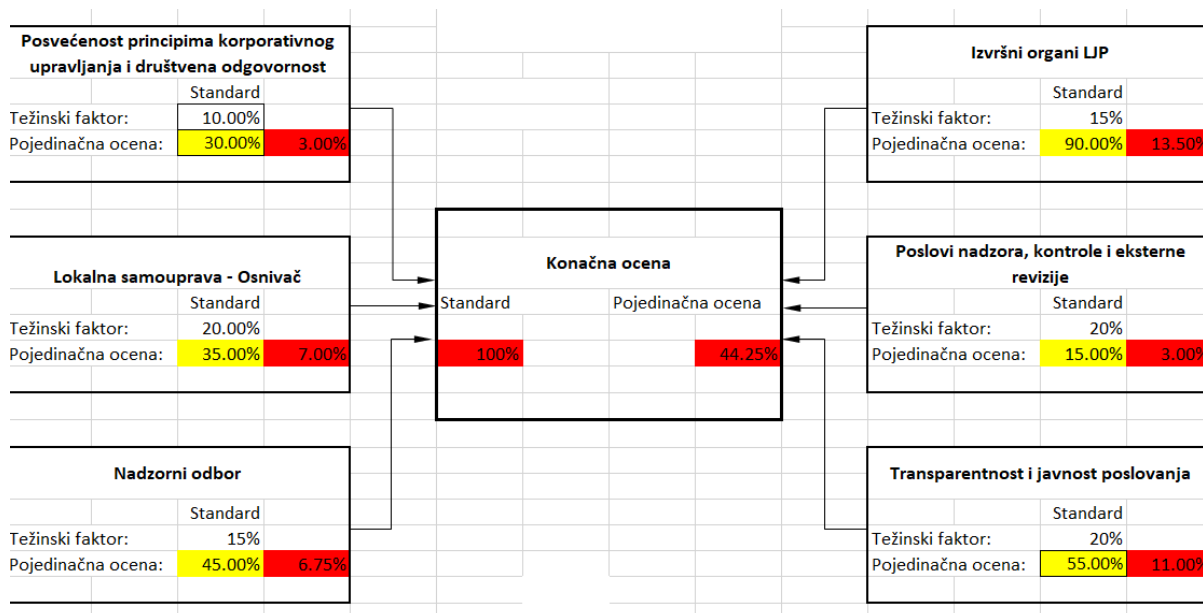 Posvećenost principima korporativnog
upravljanja i društvena odgovornost
Standard
Težinski faktor: 10.00%
Pojedinačna ocena: 30.00% 3.00%
Lokalna samouprava - Osnivač
Standard
Težinski faktor: 20.00%
Pojedinačna ocena: 35.00% 7.00%
Nadzorni odbor
Standard
Težinski faktor: 15%
Pojedinačna ocena: 45.00% 6.75%
Konačna ocena
Standard Pojedinačna ocena
100% 44.25%
Izvršni organi LJP
Standard
Težinski faktor: 15%
Pojedinačna ocena: 90.00% 13.50%
Poslovi nadzora, kontrole i eksterne
revizije
Standard
Težinski faktor: 20%
Pojedinačna ocena: 15.00% 3.00%
Transparentnost i javnost poslovanja
Standard
Težinski faktor: 20%
Pojedinačna ocena: 55.00% 11.00%